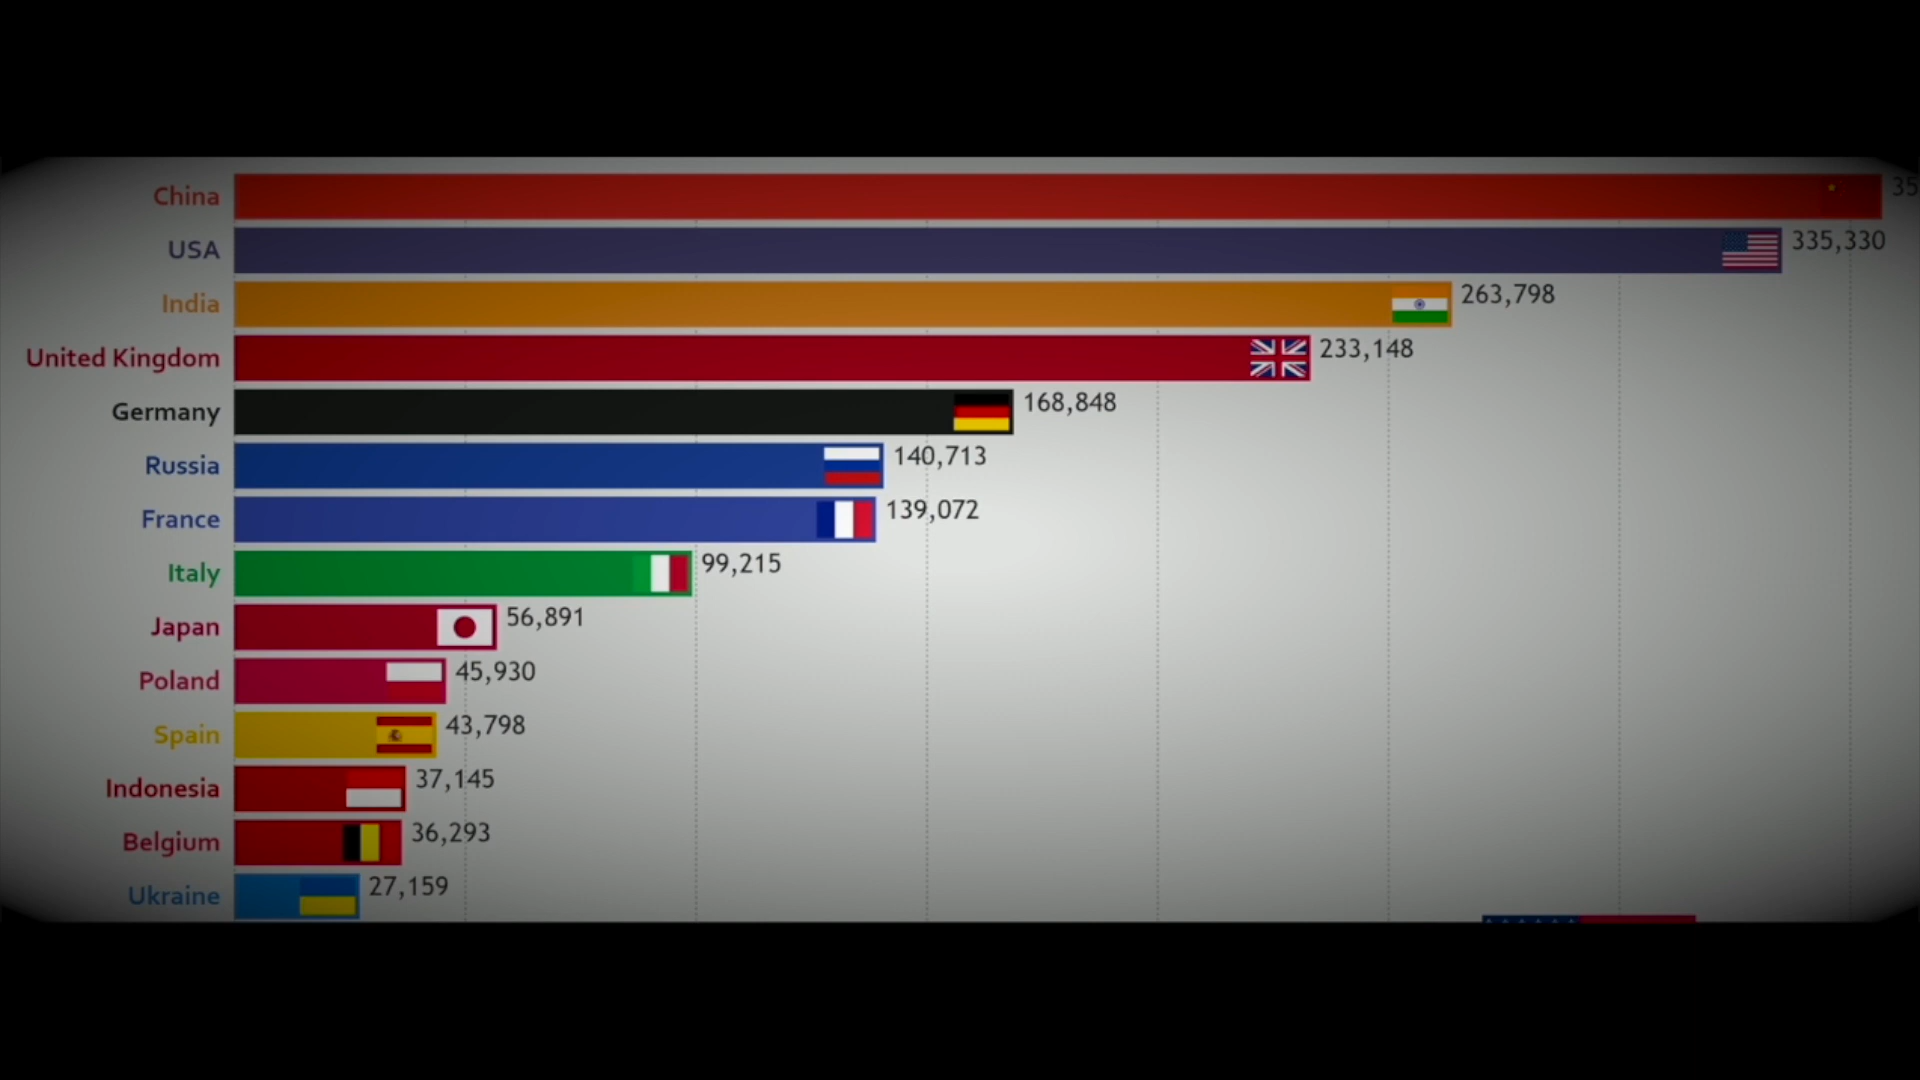 China 35
USA 335,330
India 263,798
United Kingdom 233,148
Germany 168,848
Russia 140,713
France 139,072
Italy 99,215
Japan 56,891
Poland 45,930
Spain 43,798
Indonesia 37,145
Belgium 36,293
Ukraine 27,159